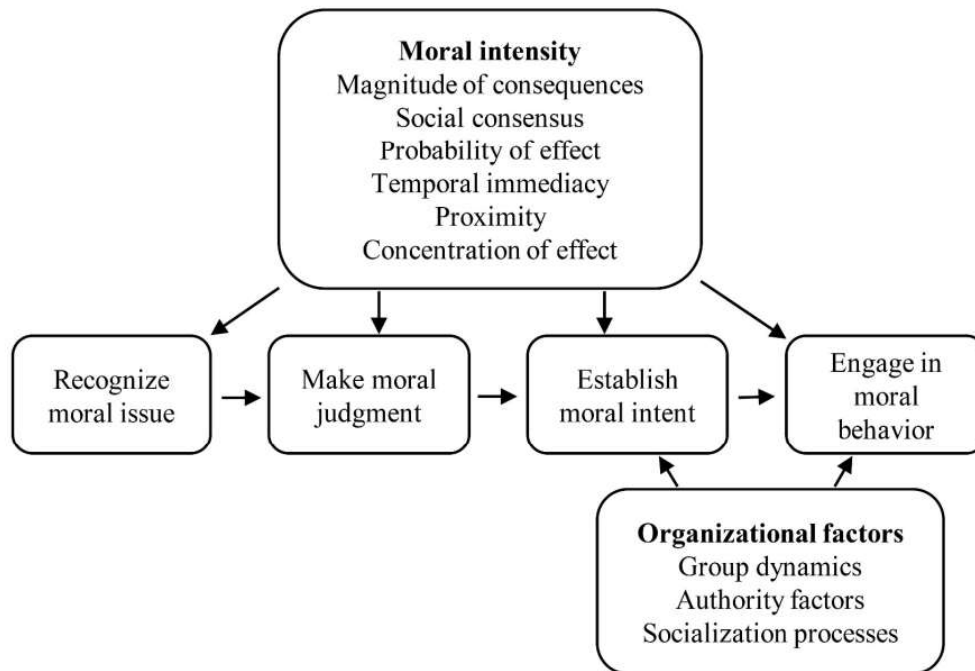 Moral intensity
Magnitude of consequences
Social consensus
Probability of effect
Temporal immediacy
Proximity
Concentration of effect
Recognize
moral issue
Make moral
judgment
Establish
moral intent
Engage in
moral
behavior
Organizational factors
Group dynamics
Authority factors
Socialization processes